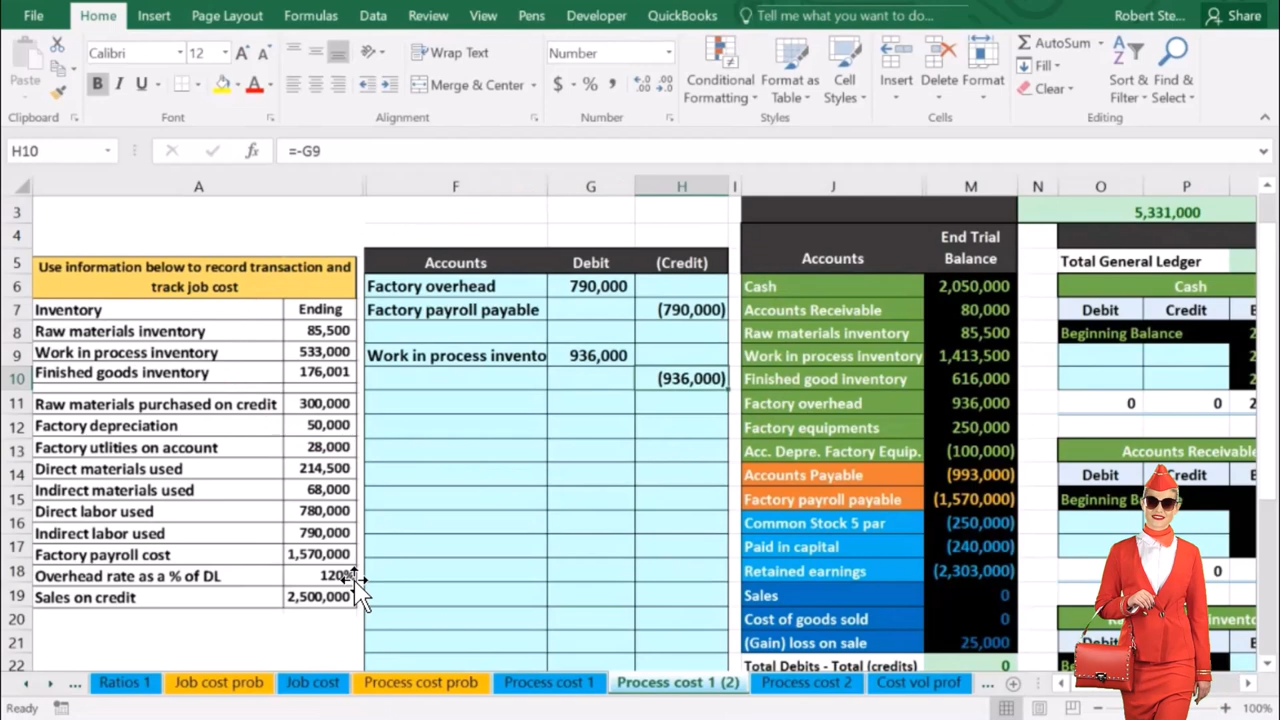 File Home Insert Page Layout Formulas Data Review View Pens Developer QuickBooks Tell me what you want to do... Robert Ste... Share
Paste Calibri 12 Wrap Text Number Conditional Formatting Format as Table Cell Styles Insert Delete Format AutoSum Fill Clear Sort & Filter Find & Select
B I U Merge & Center $ %
Clipboard Font Alignment Number Styles Cells Editing
H10 fx =-G9
A F G H I J M N O P
3 5,331,000
4 End Trial
5 Use information below to record transaction and track job cost Accounts Debit (Credit) Accounts Balance Total General Ledger
6 Factory overhead 790,000 Cash 2,050,000 Cash
7 Inventory Ending Factory payroll payable (790,000) Accounts Receivable 80,000 Debit Credit
8 Raw materials inventory 85,500 Raw materials inventory 85,500 Beginning Balance
9 Work in process inventory 533,000 Work in process invento 936,000 Work in process inventory 1,413,500
10 Finished goods inventory 176,001 (936,000) Finished good inventory 616,000
11 Raw materials purchased on credit 300,000 Factory overhead 936,000 0 0
12 Factory depreciation 50,000 Factory equipments 250,000
13 Factory utlities on account 28,000 Acc. Depre. Factory Equip. (100,000) Accounts Receivable
14 Direct materials used 214,500 Accounts Payable (993,000) Debit Credit
15 Indirect materials used 68,000 Factory payroll payable (1,570,000) Beginning
16 Direct labor used 780,000 Common Stock 5 par (250,000)
17 Indirect labor used 790,000 Paid in capital (240,000)
18 Factory payroll cost 1,570,000 Retained earnings (2,303,000) 0
Overhead rate as a % of DL 120%
19 Sales on credit 2,500,000 Sales 0
20 Cost of goods sold 0
21 (Gain) loss on sale 25,000
22 Total Debits - Total (credits) 0
... Ratios 1 Job cost prob Job cost Process cost prob Process cost 1 Process cost 1 (2) Process cost 2 Cost vol prof ...
Ready 100%